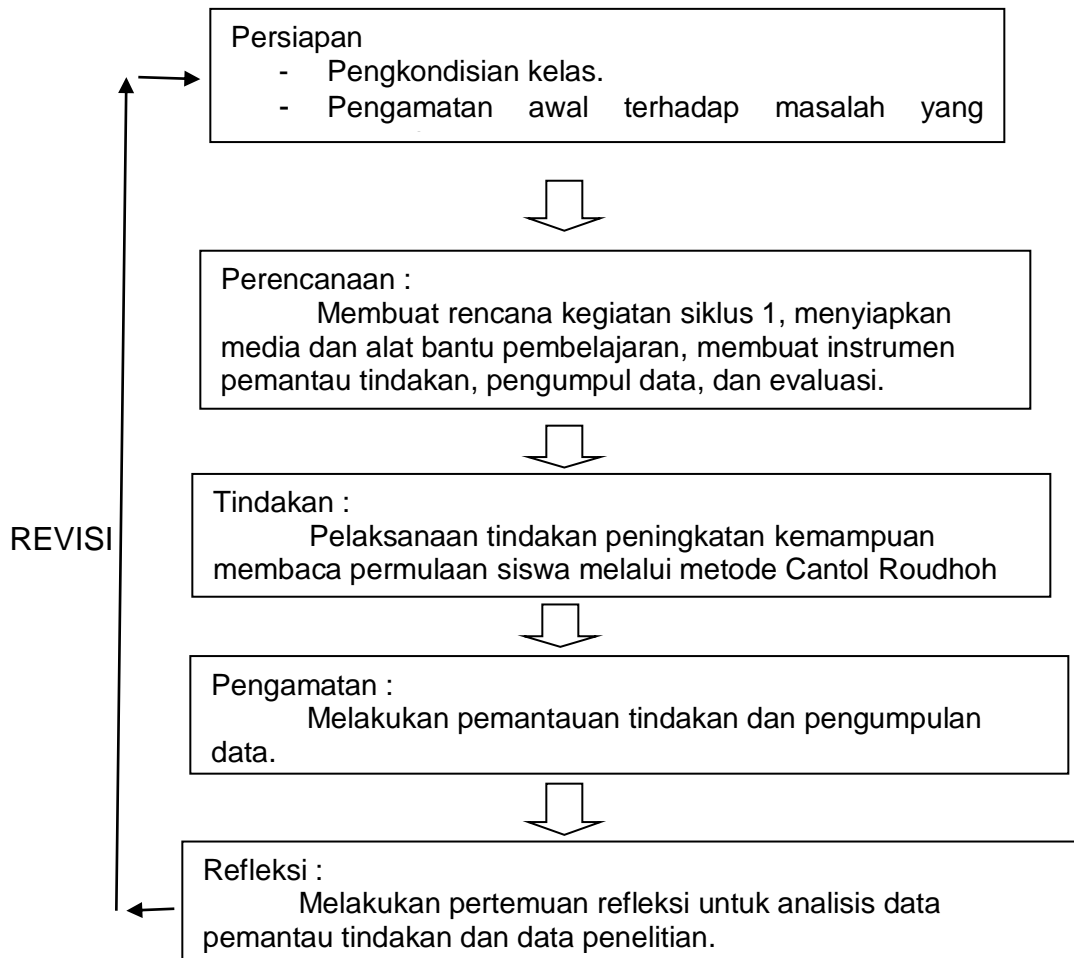 Persiapan
- Pengkondisian kelas.
- Pengamatan awal terhadap masalah yang
Perencanaan :
Membuat rencana kegiatan siklus 1, menyiapkan
media dan alat bantu pembelajaran, membuat instrumen
pemantau tindakan, pengumpul data, dan evaluasi.
Tindakan :
Pelaksanaan tindakan peningkatan kemampuan
membaca permulaan siswa melalui metode Cantol Roudhoh
REVISI
Pengamatan :
Melakukan pemantauan tindakan dan pengumpulan
data.
Refleksi :
Melakukan pertemuan refleksi untuk analisis data
pemantau tindakan dan data penelitian.